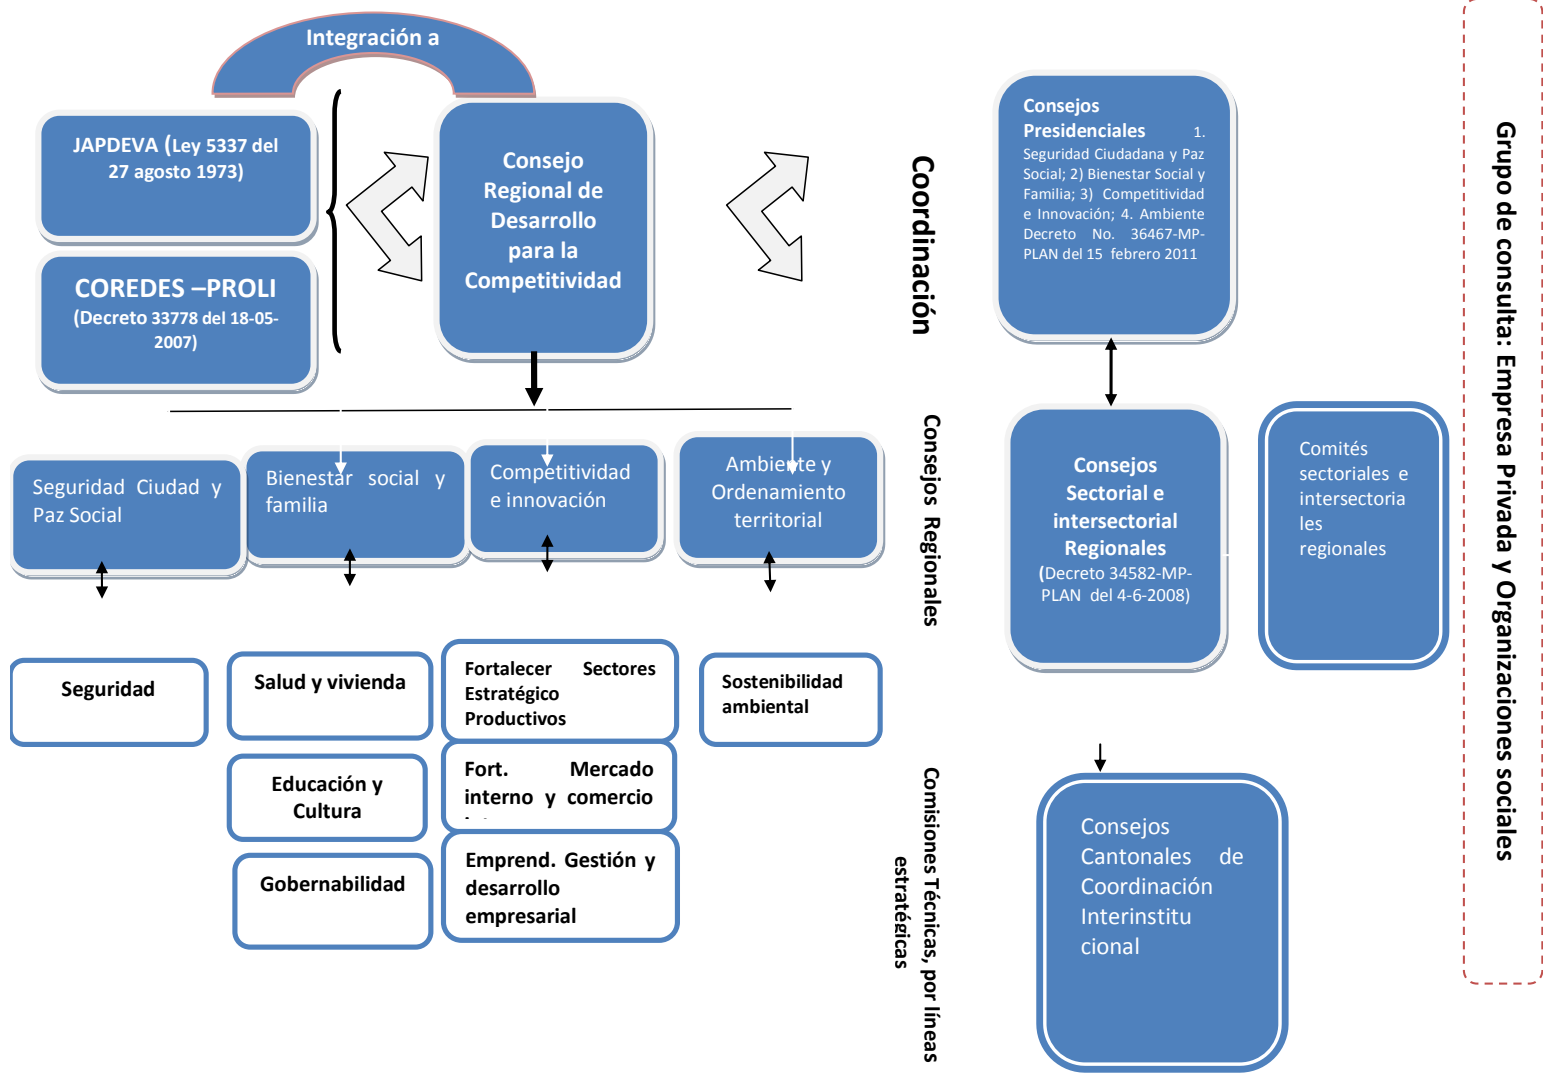 Integración a
JAPDEVA (Ley 5337 del
27 agosto 1973)
COREDES –PROLI
(Decreto 33778 del 18-05-
2007)
Consejo
Regional de
Desarrollo
para la
Competitividad
Coordinación
Consejos
Presidenciales 1.
Seguridad Ciudadana y Paz
Social; 2) Bienestar Social y
Familia; 3) Competitividad
e Innovación; 4. Ambiente
Decreto No. 36467-MP-
PLAN del 15 febrero 2011
Grupo de consulta: Empresa Privada y Organizaciones sociales
Seguridad Ciudad y
Paz Social
Bienestar social y
familia
Competitividad
e innovación
Ambiente y
Ordenamiento
territorial
Consejos Regionales
Consejos
Sectorial e
intersectorial
Regionales
(Decreto 34582-MP-
PLAN del 4-6-2008)
Comités
sectoriales e
intersectoria
les
regionales
Seguridad
Salud y vivienda
Educación y
Cultura
Gobernabilidad
Fortalecer Sectores
Estratégico
Productivos
Fort. Mercado
interno y comercio
Emprend. Gestión y
desarrollo
empresarial
Sostenibilidad
ambiental
Comisiones Técnicas, por líneas
estratégicas
Consejos
Cantonales de
Coordinación
Interinstitu
cional